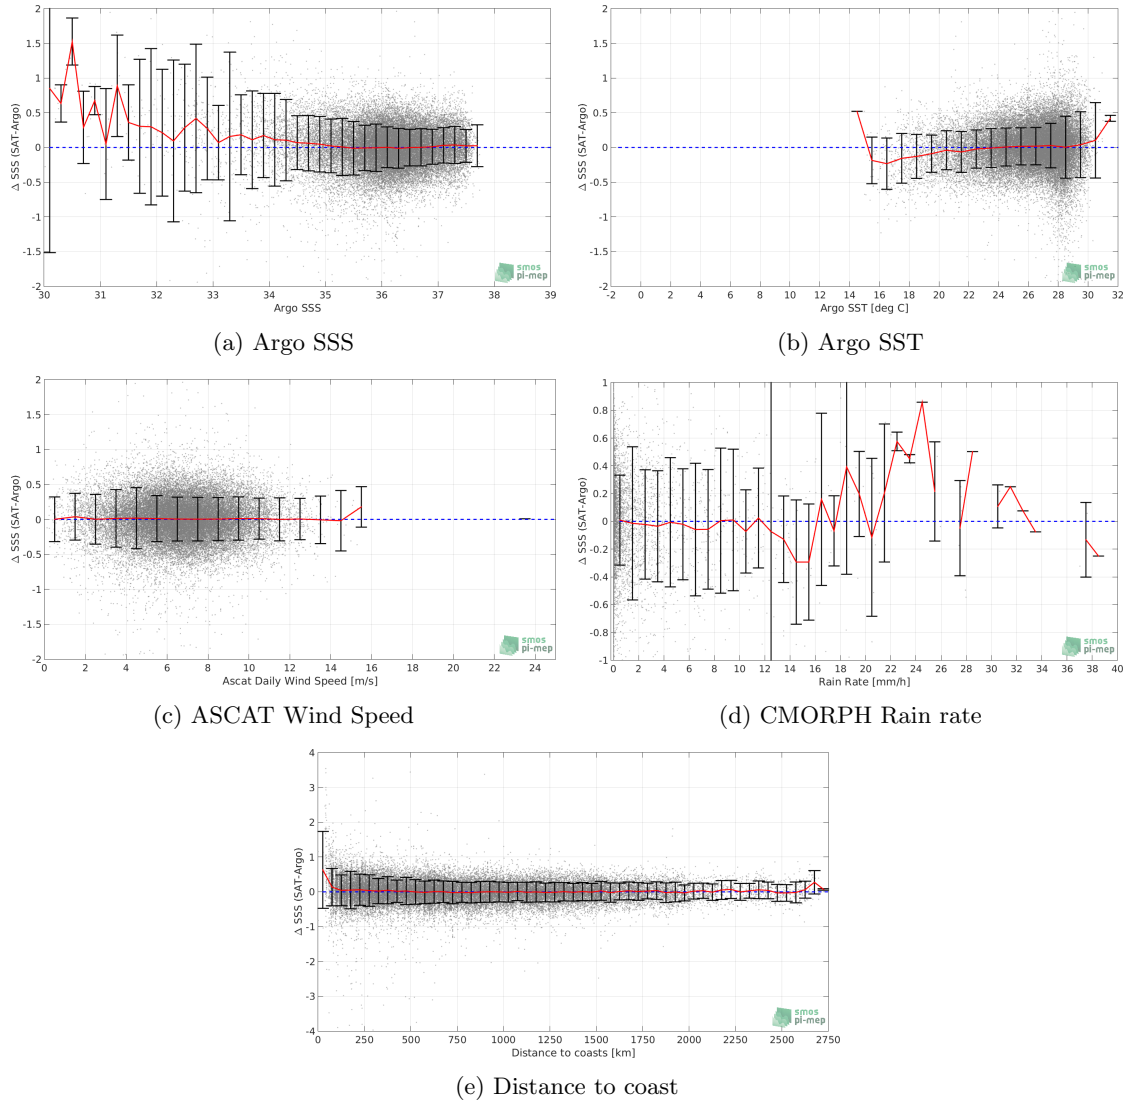 2
1.5
1
0.5
0
-0.5
-1
-1.5
-2
Δ SSS (SAT-Argo)
30 31 32 33 34 35 36 37 38 39
Argo SSS
smos
pi-mep
(a) Argo SSS
2
1.5
1
0.5
0
-0.5
-1
-1.5
-2
Δ SSS (SAT-Argo)
-2 0 2 4 6 8 10 12 14 16 18 20 22 24 26 28 30 32
Argo SST [deg C]
smos
pi-mep
(b) Argo SST
2
1.5
1
0.5
0
-0.5
-1
-1.5
-2
Δ SSS (SAT-Argo)
0 2 4 6 8 10 12 14 16 18 20 22 24
Ascat Daily Wind Speed [m/s]
smos
pi-mep
(c) ASCAT Wind Speed
1
0.8
0.6
0.4
0.2
0
-0.2
-0.4
-0.6
-0.8
-1
Δ SSS (SAT-Argo)
0 2 4 6 8 10 12 14 16 18 20 22 24 26 28 30 32 34 36 38 40
Rain Rate [mm/h]
smos
pi-mep
(d) CMORPH Rain rate
4
3
2
1
0
-1
-2
-3
-4
Δ SSS (SAT-Argo)
0 250 500 750 1000 1250 1500 1750 2000 2250 2500 2750
Distance to coasts [km]
smos
pi-mep
(e) Distance to coast